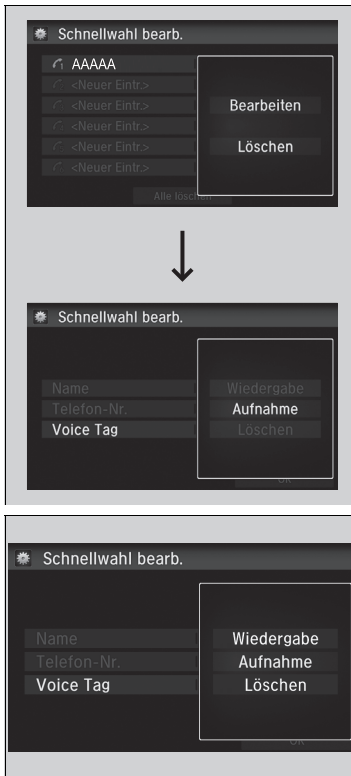 Schnellwahl bearb.
AAAAA
<Neuer Eintr.>
<Neuer Eintr.>
<Neuer Eintr.>
<Neuer Eintr.>
<Neuer Eintr.>
Bearbeiten
Löschen
Alle löschen
Schnellwahl bearb.
Name
Telefon-Nr.
Voice Tag
Wiedergabe
Aufnahme
Löschen
OK
Schnellwahl bearb.
Name
Telefon-Nr.
Voice Tag
Wiedergabe
Aufnahme
Löschen
OK